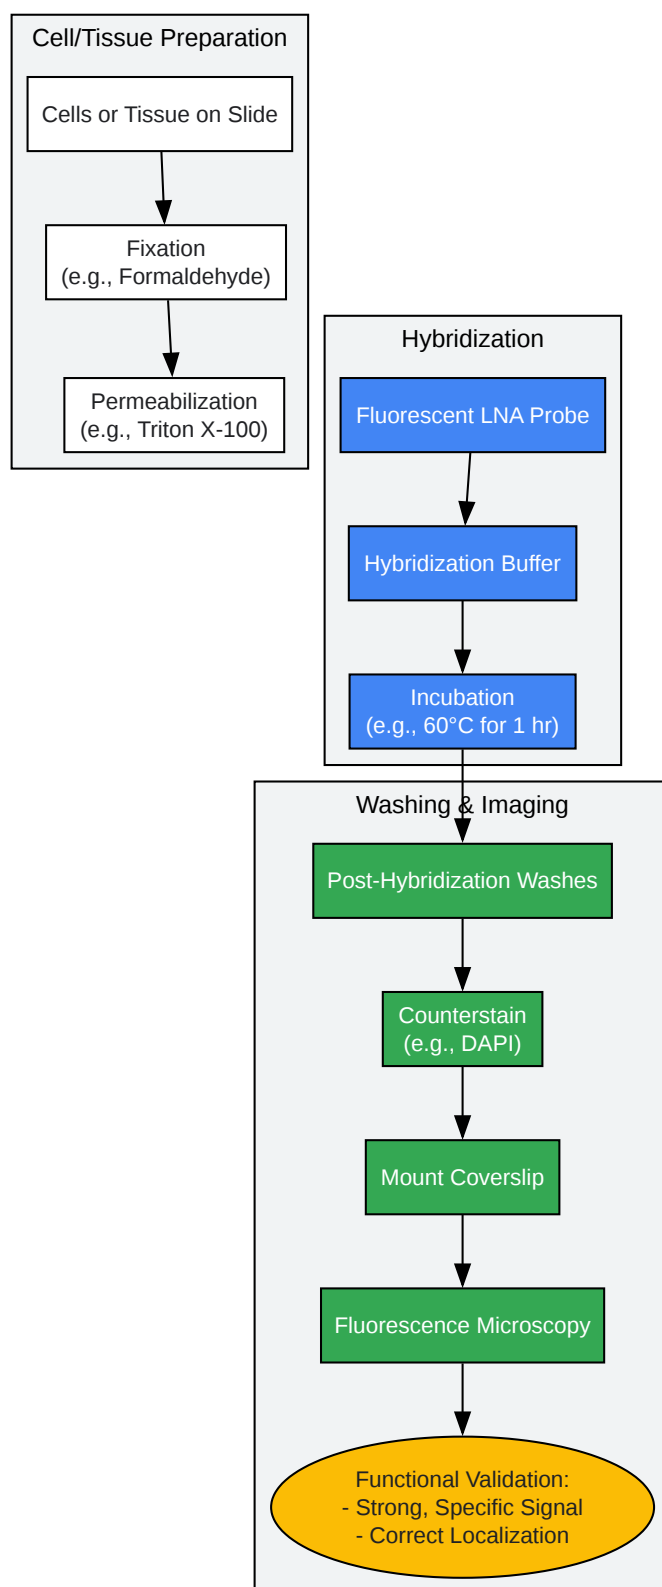 Cell/Tissue Preparation
Cells or Tissue on Slide
Fixation
(e.g., Formaldehyde)
Permeabilization
(e.g., Triton X-100)
Hybridization
Fluorescent LNA Probe
Hybridization Buffer
Incubation
(e.g., 60°C for 1 hr)
Washing & Imaging
Post-Hybridization Washes
Counterstain
(e.g., DAPI)
Mount Coverslip
Fluorescence Microscopy
Functional Validation:
- Strong, Specific Signal
- Correct Localization